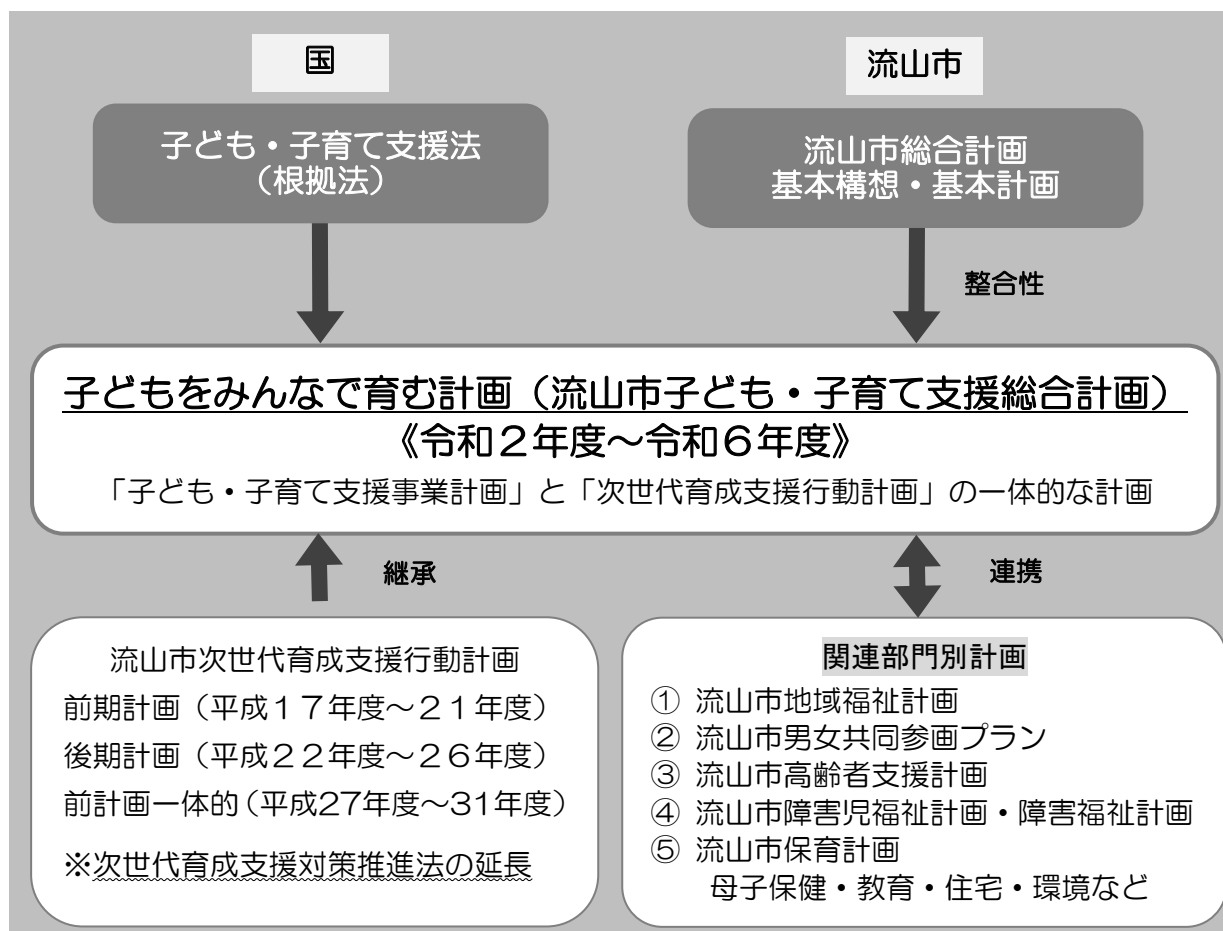 国
流山市
子ども・子育て支援法
（根拠法）
流山市総合計画
基本構想・基本計画
整合性
子どもをみんなで育む計画（流山市子ども・子育て支援総合計画）
《令和２年度～令和６年度》
「子ども・子育て支援事業計画」と「次世代育成支援行動計画」の一体的な計画
継承
連携
流山市次世代育成支援行動計画
前期計画（平成１７年度～２１年度）
後期計画（平成２２年度～２６年度）
前計画一体的（平成27年度～31年度）
※次世代育成支援対策推進法の延長
関連部門別計画
① 流山市地域福祉計画
② 流山市男女共同参画プラン
③ 流山市高齢者支援計画
④ 流山市障害児福祉計画・障害福祉計画
⑤ 流山市保育計画
母子保健・教育・住宅・環境など